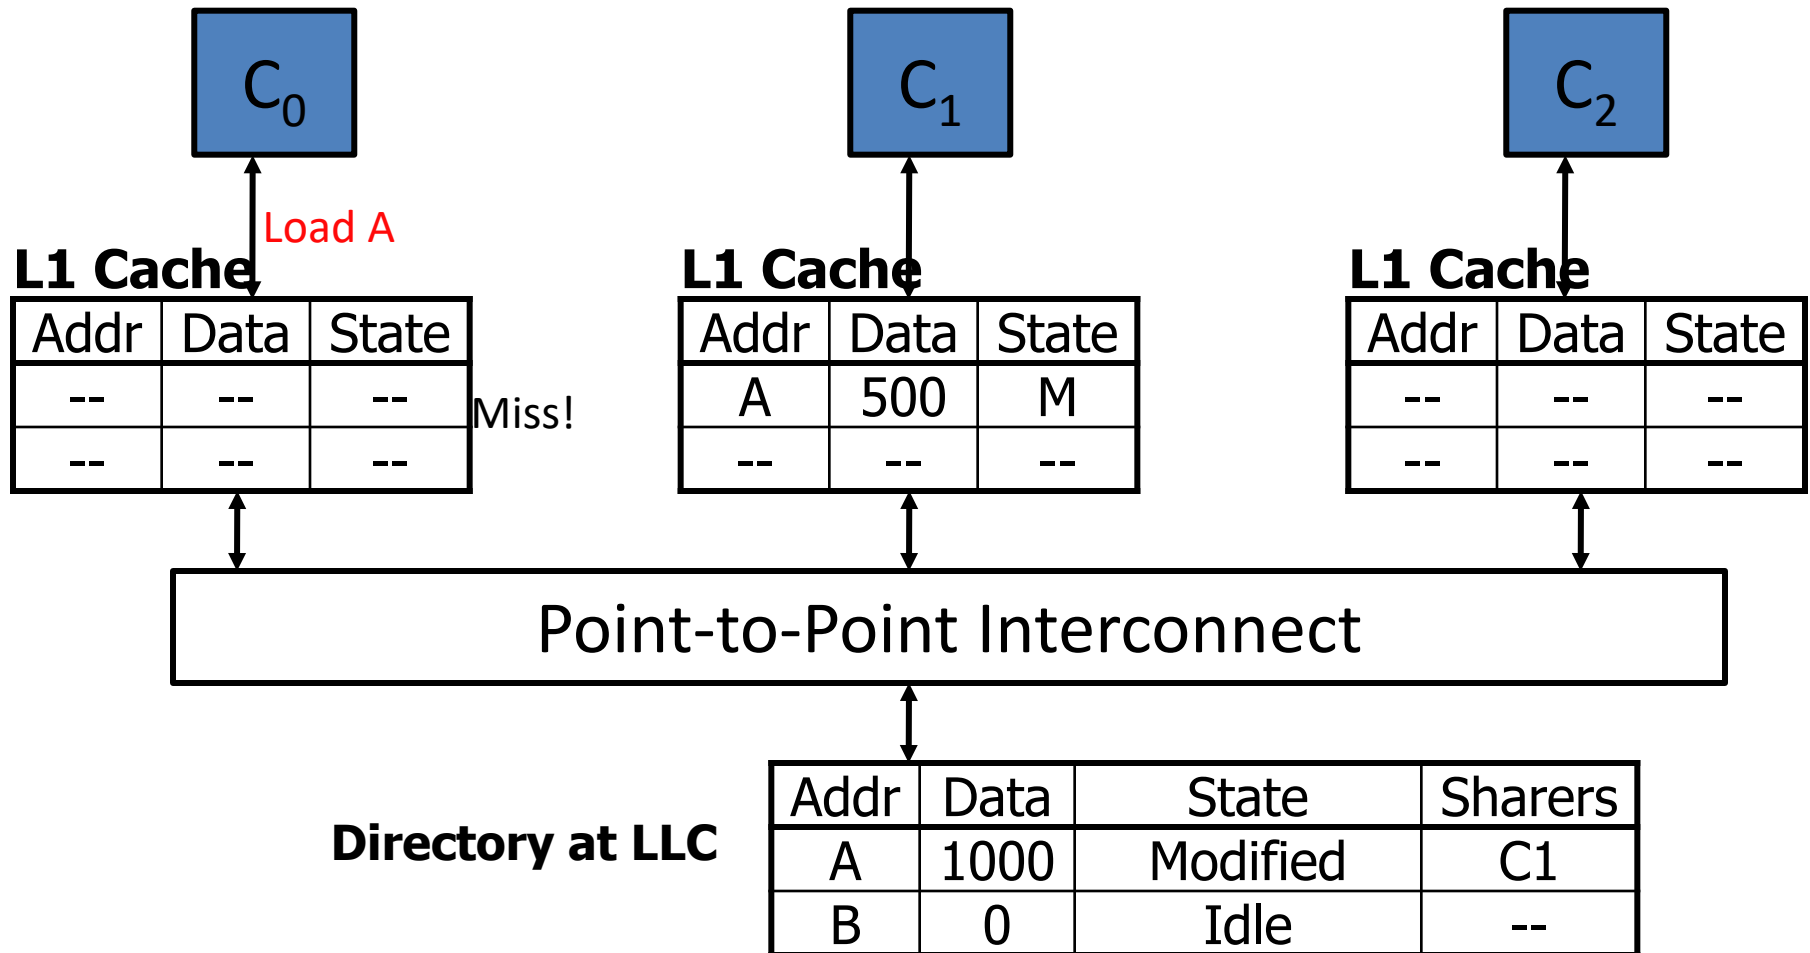 C0 C1 C2
Load A
L1 Cache L1 Cache L1 Cache
Addr Data State Addr Data State Addr Data State
-- -- -- Miss! A 500 M -- -- --
-- -- -- -- -- -- -- -- --
Point-to-Point Interconnect
Addr Data State Sharers
Directory at LLC A 1000 Modified C1
B 0 Idle --